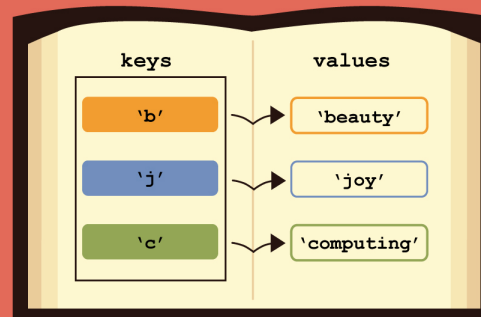 keys values
‘b’ ‘beauty’
‘j’ ‘joy’
‘c’ ‘computing’